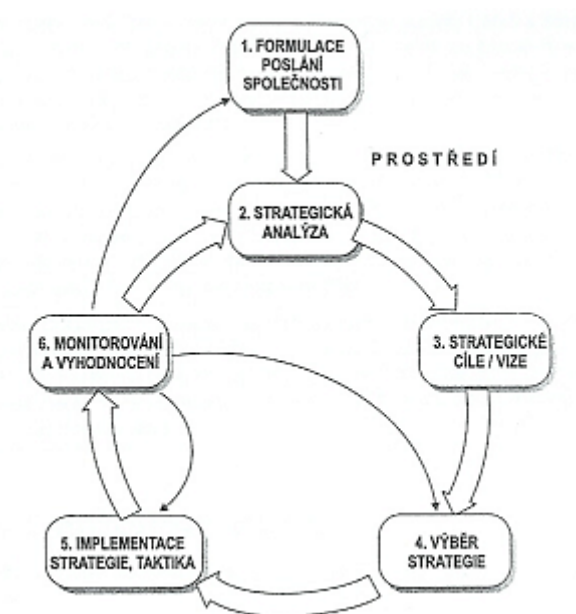 1. FORMULACE
POSLÁNÍ
SPOLEČNOSTI
PROSTŘEDÍ
2. STRATEGICKÁ
ANALÝZA
3. STRATEGICKÉ
CÍLE / VIZE
4. VÝBĚR
STRATEGIE
5. IMPLEMENTACE
STRATEGIE, TAKTIKA
6. MONITOROVÁNÍ
A VYHODNOCENÍ